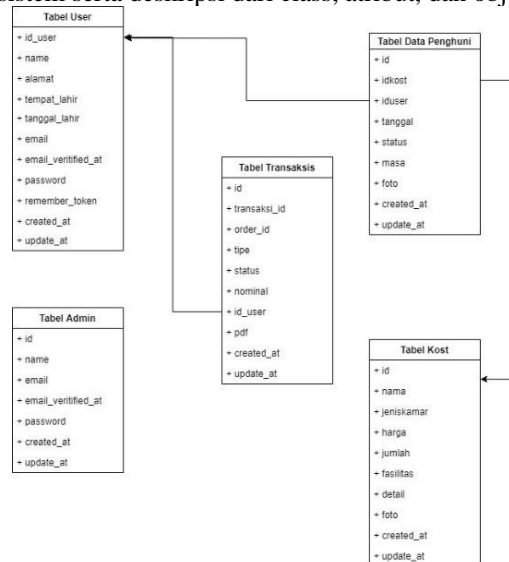 sistem serta deskripsi dari class, atribut, dan obj
Tabel User
+ id_user
+ name
+ alamat
+ tempat_lahir
+ tanggal_lahir
+ email
+ email_veritified_at
+ password
+ remember_token
+ created_at
+ update_at
Tabel Data Penghuni
+ id
+ idkost
+ iduser
+ tanggal
+ status
+ masa
+ foto
+ created_at
+ update_at
Tabel Transaksis
+ id
+ transaksi_id
+ order_id
+ tipe
+ status
+ nominal
+ id_user
+ pdf
+ created_at
+ update_at
Tabel Admin
+ id
+ name
+ email
+ email_veritified_at
+ password
+ created_at
+ update_at
Tabel Kost
+ id
+ nama
+ jeniskamar
+ harga
+ jumlah
+ fasilitas
+ detail
+ foto
+ created_at
+ update_at